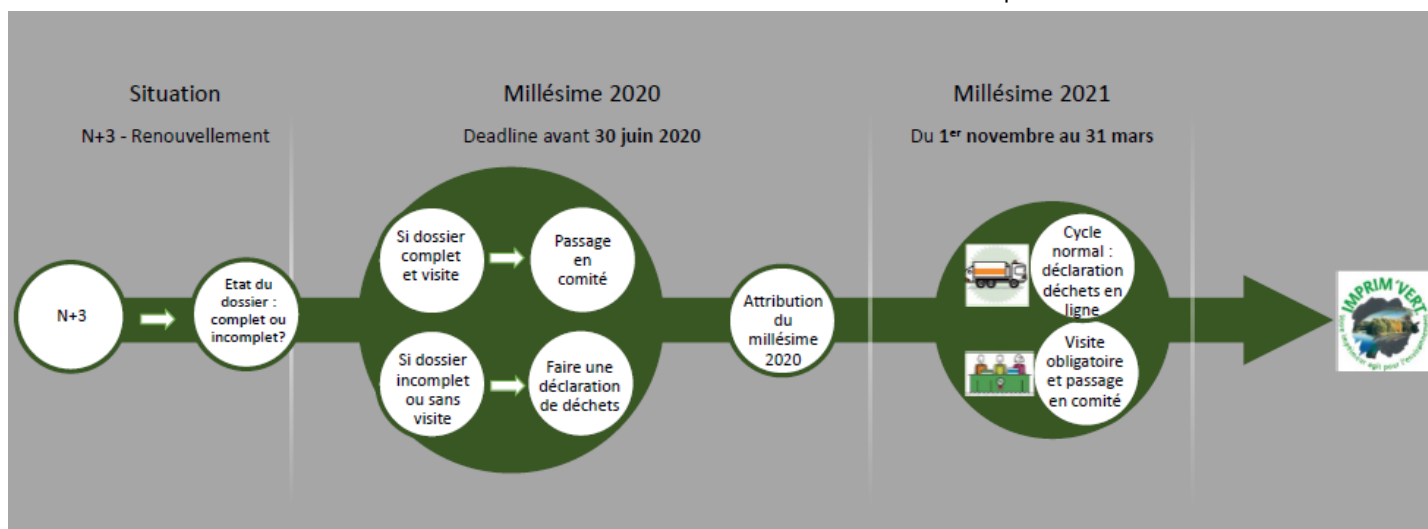 Situation
N+3 - Renouvellement
Millésime 2020
Deadline avant 30 juin 2020
Millésime 2021
Du 1er novembre au 31 mars
N+3
Etat du
dossier :
complet ou
incomplet?
Si dossier
complet
et visite
Passage
en
comité
Si dossier
incomplet
ou sans
visite
Faire une
déclaration
de déchets
Attribution
du
millésime
2020
Cycle
normal :
déclaration
déchets en
ligne
Visite
obligatoire
et passage
en comité
IMPRIM'VERT